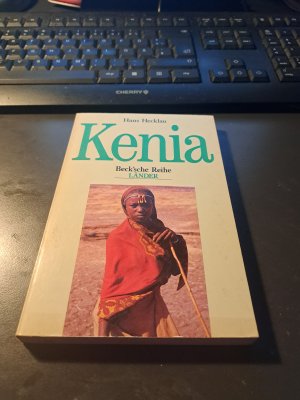 CHERRY
Hans Hecklau
Kenia
Beck'sche Reihe
LÄNDER